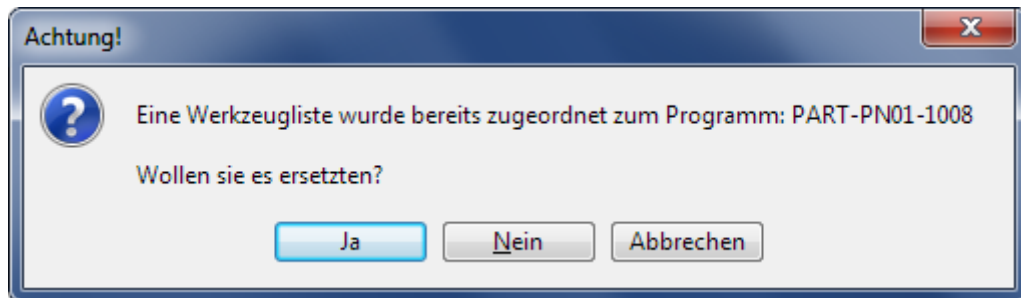 Achtung!
Eine Werkzeugliste wurde bereits zugeordnet zum Programm: PART-PN01-1008
Wollen sie es ersetzten?
Ja Nein Abbrechen